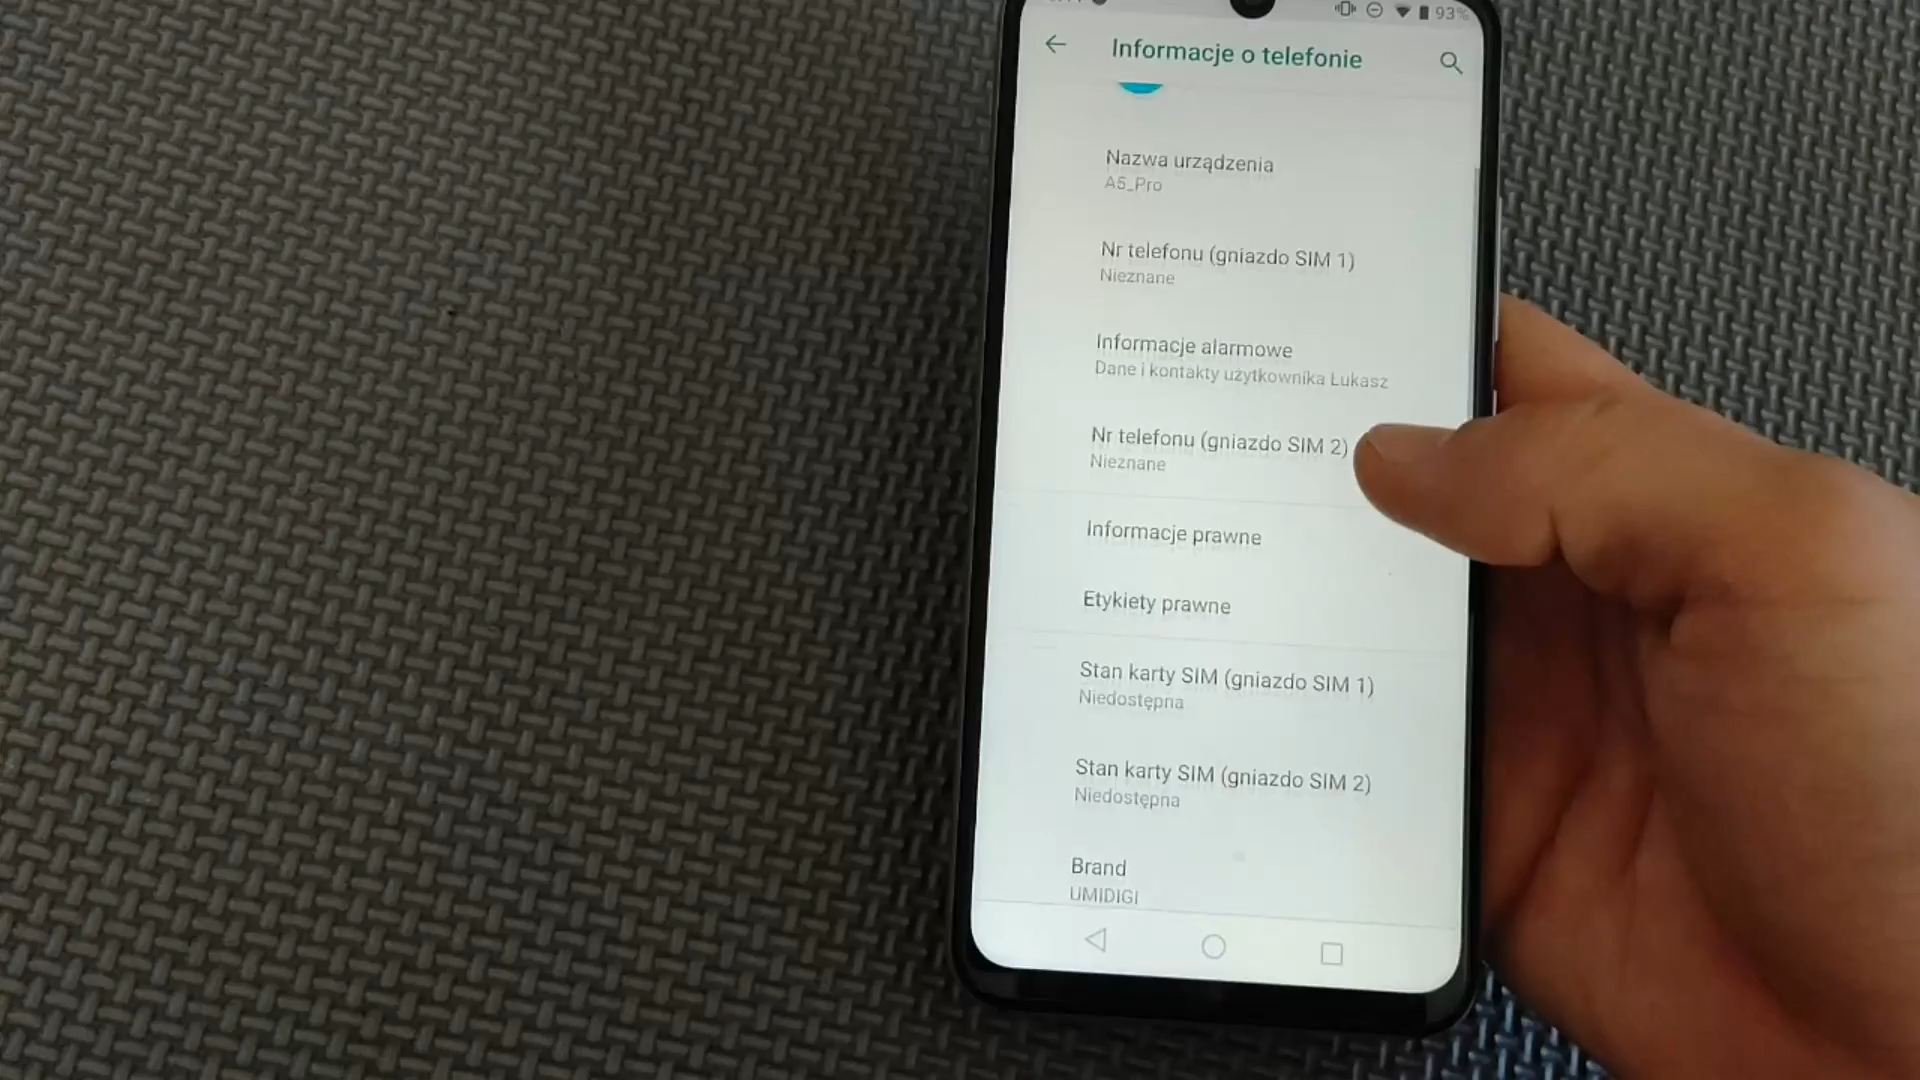 93%
Informacje o telefonie
Nazwa urządzenia
A5_Pro
Nr telefonu (gniazdo SIM 1)
Nieznane
Informacje alarmowe
Dane i kontakty użytkownika Łukasz
Nr telefonu (gniazdo SIM 2)
Nieznane
Informacje prawne
Etykiety prawne
Stan karty SIM (gniazdo SIM 1)
Niedostępna
Stan karty SIM (gniazdo SIM 2)
Niedostępna
Brand
UMIDIGI